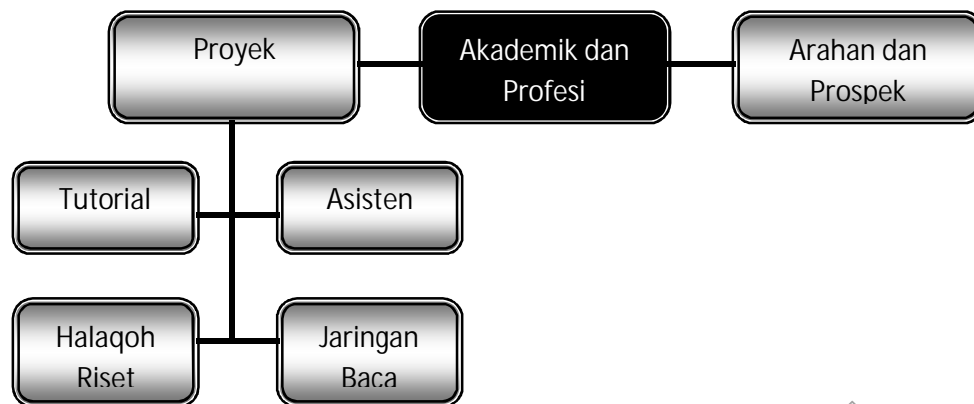 Proyek
Akademik dan
Profesi
Arahan dan
Prospek
Tutorial
Asisten
Halaqoh
Riset
Jaringan
Baca